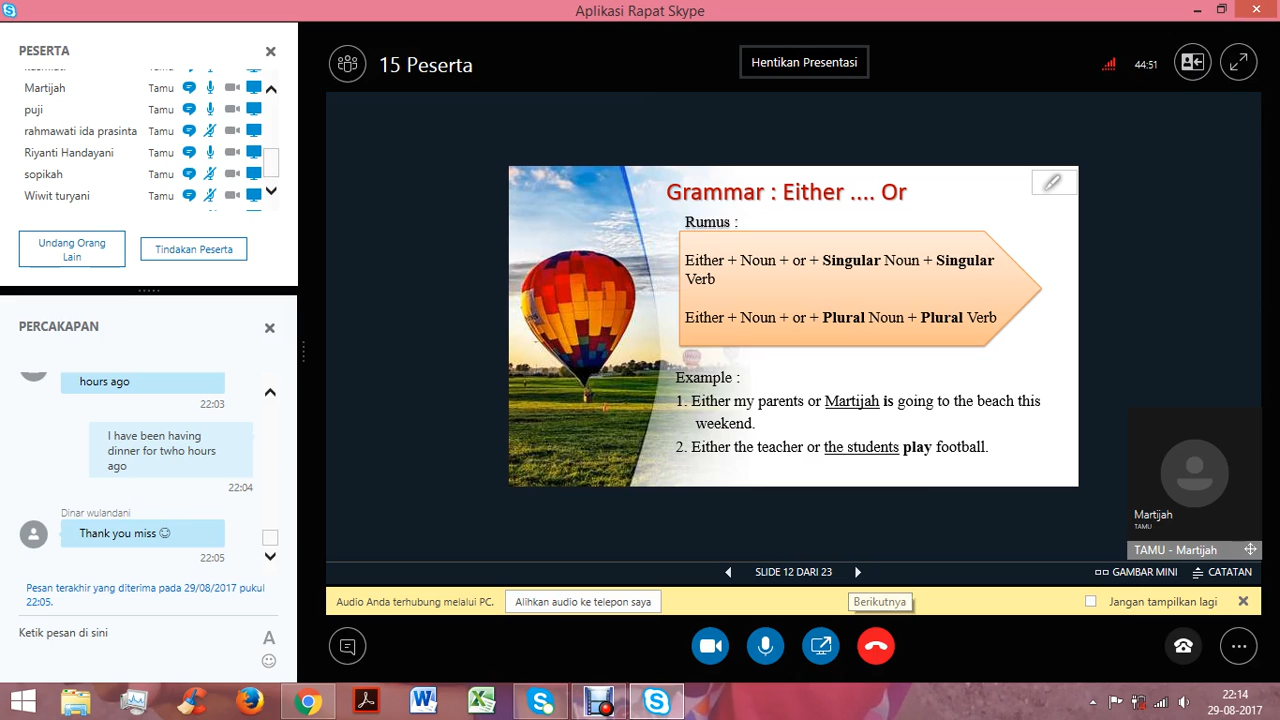 Aplikasi Rapat Skype
PESERTA
Martijah Tamu
puji Tamu
rahmawati ida prasinta Tamu
Riyanti Handayani Tamu
sopikah Tamu
Wiwit turyani Tamu
Undang Orang
Lain
Tindakan Peserta
PERCAKAPAN
hours ago
22:03
I have been having
dinner for twho hours
ago
22:04
Dinar wulandani
Thank you miss
22:05
Pesan terakhir yang diterima pada 29/08/2017 pukul
22:05.
Ketik pesan di sini
A
15 Peserta
Hentikan Presentasi
44:51
Grammar : Either .... Or
Rumus :
Either + Noun + or + Singular Noun + Singular
Verb
Either + Noun + or + Plural Noun + Plural Verb
Example :
1. Either my parents or Martijah is going to the beach this
weekend.
2. Either the teacher or the students play football.
Martijah
TAMU
TAMU - Martijah
SLIDE 12 DARI 23
GAMBAR MINI
CATATAN
Audio Anda terhubung melalui PC.
Alihkan audio ke telepon saya
Berikutnya
Jangan tampilkan lagi
22:14
29-08-2017